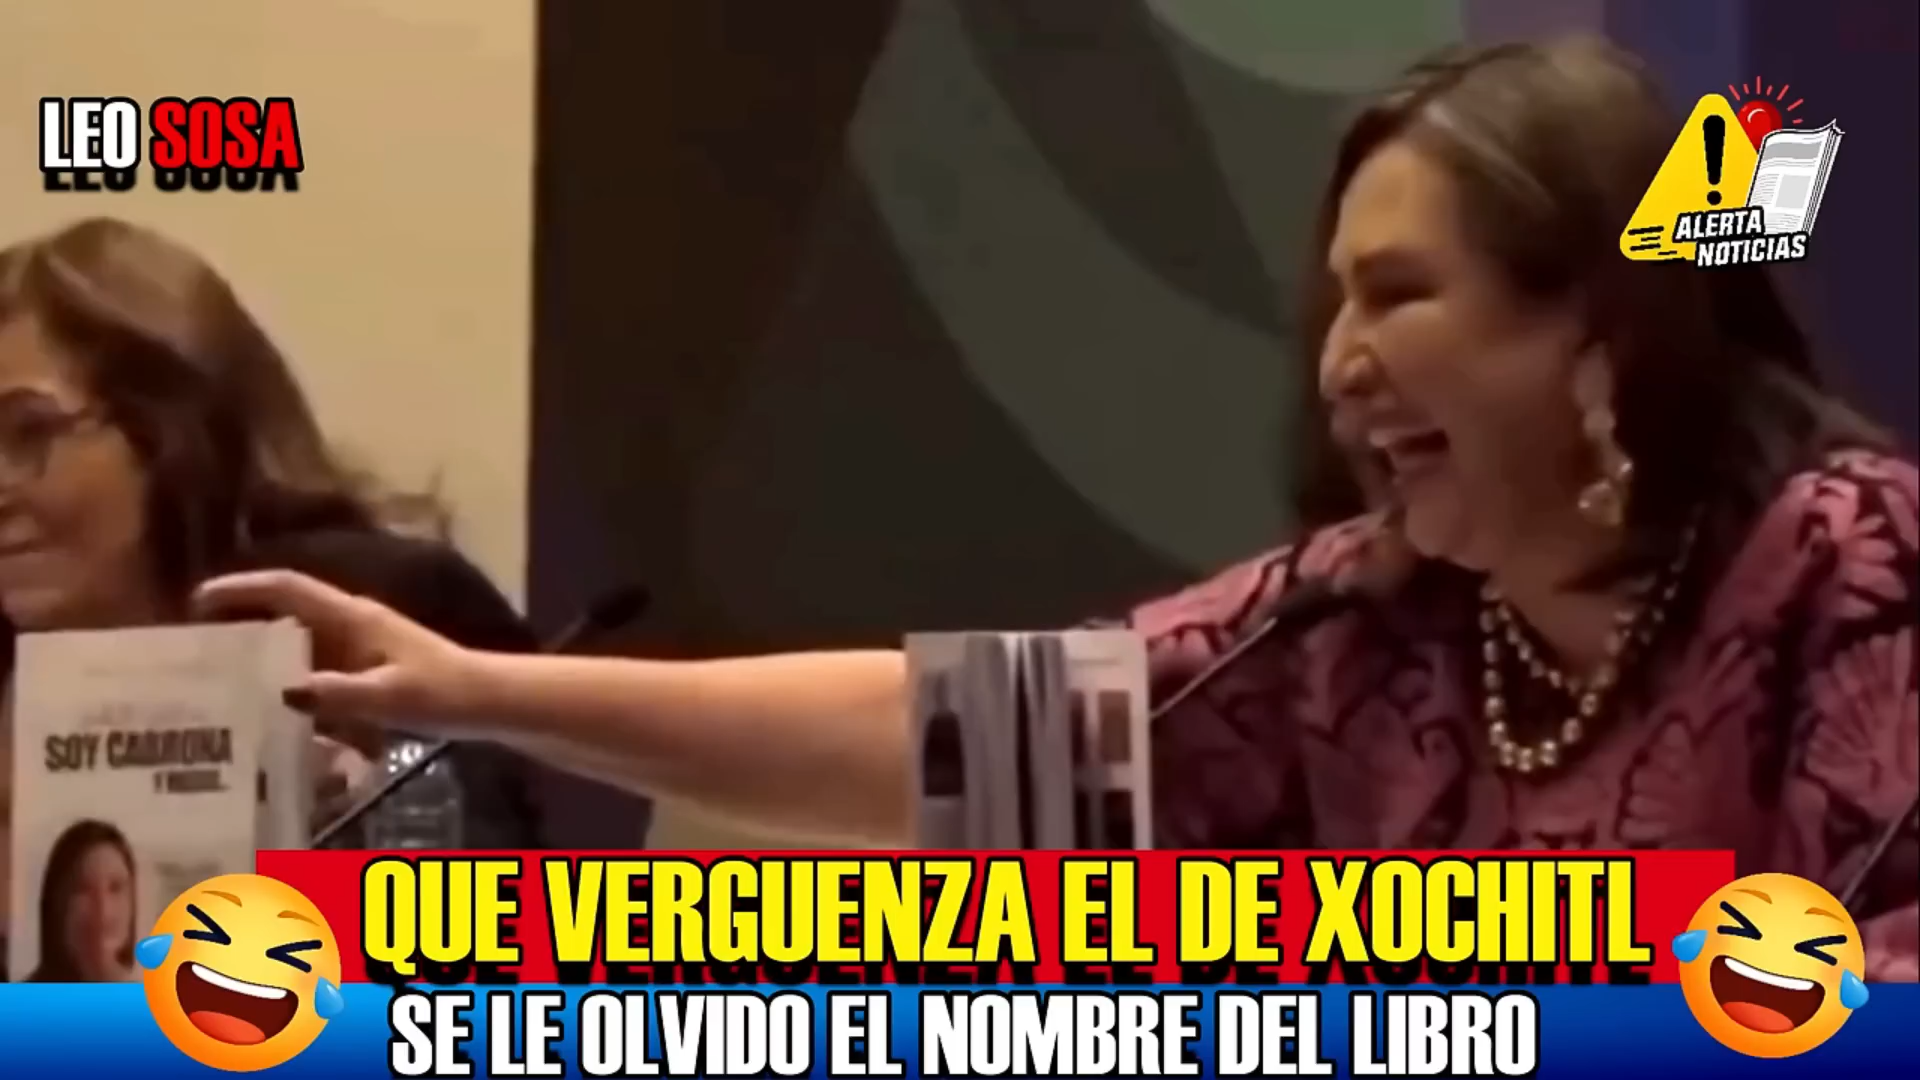 LEO SOSA
ALERTA
NOTICIAS
SOY CABRONA
QUE VERGUENZA EL DE XOCHITL
SE LE OLVIDO EL NOMBRE DEL LIBRO